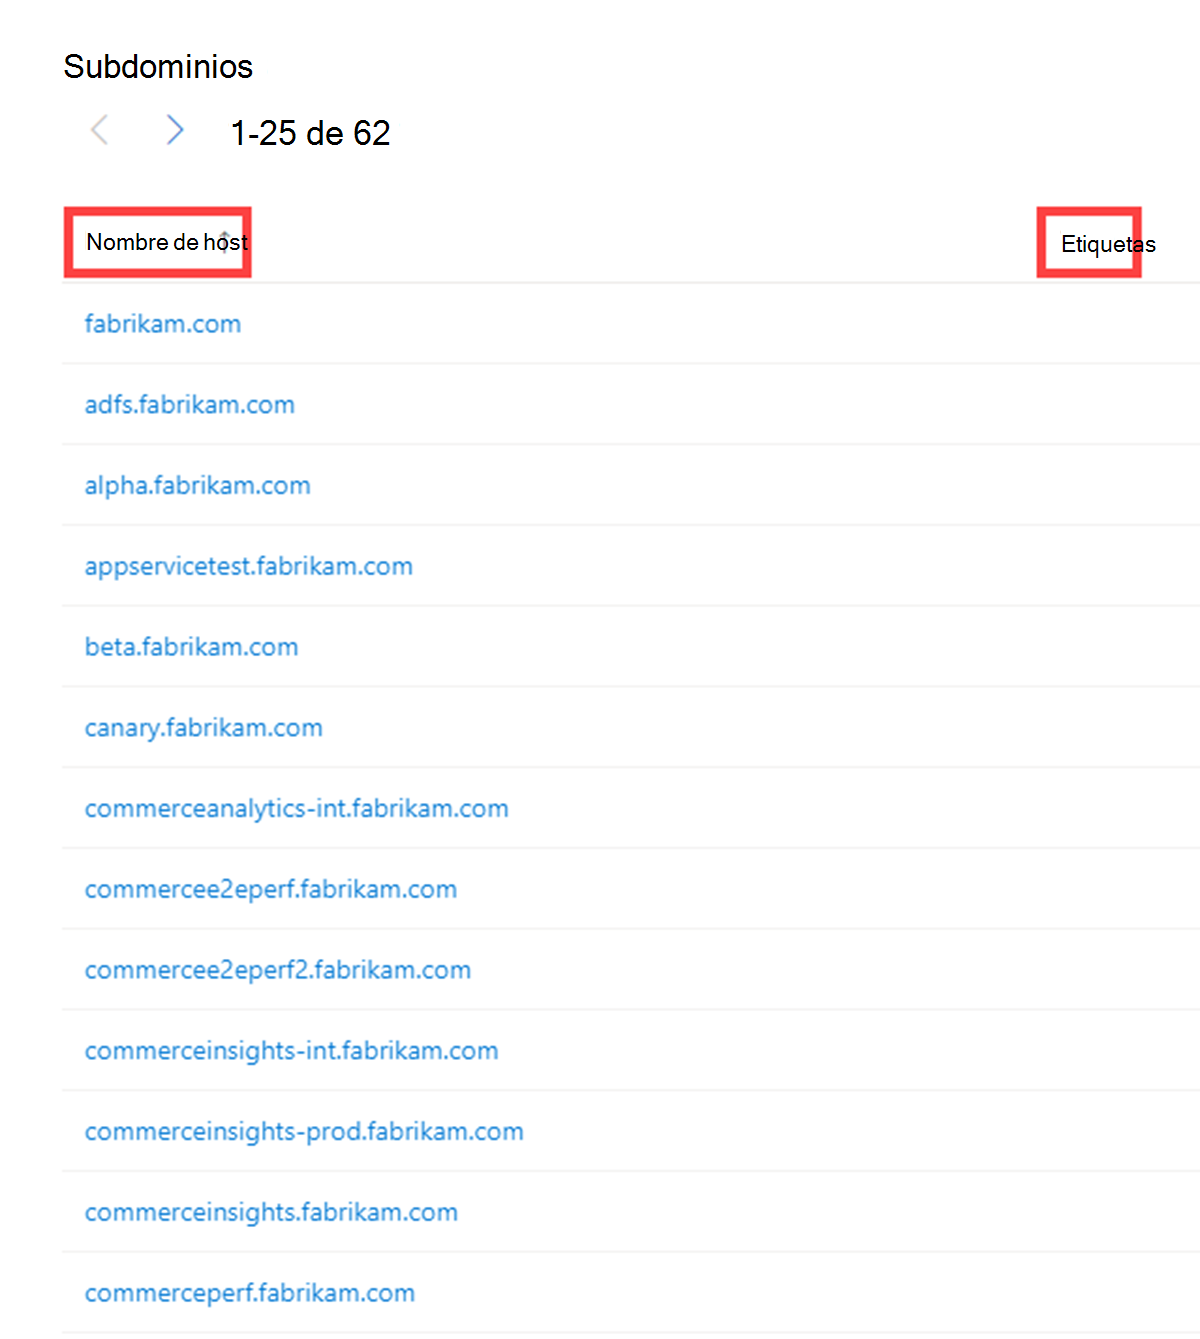 Subdominios
1-25 de 62
Nombre de host Etiquetas
fabrikam.com
adfs.fabrikam.com
alpha.fabrikam.com
appservicetest.fabrikam.com
beta.fabrikam.com
canary.fabrikam.com
commerceanalytics-int.fabrikam.com
commercee2eperf.fabrikam.com
commercee2eperf2.fabrikam.com
commerceinsights-int.fabrikam.com
commerceinsights-prod.fabrikam.com
commerceinsights.fabrikam.com
commerceperf.fabrikam.com